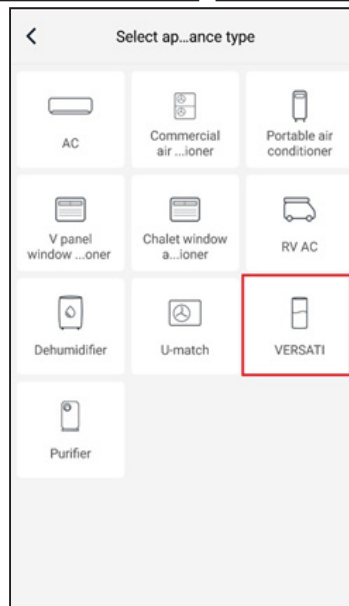 Select ap...ance type
AC
Commercial
air ...ioner
Portable air
conditioner
V panel
window ...oner
Chalet window
a...ioner
RV AC
Dehumidifier
U-match
VERSATI
Purifier